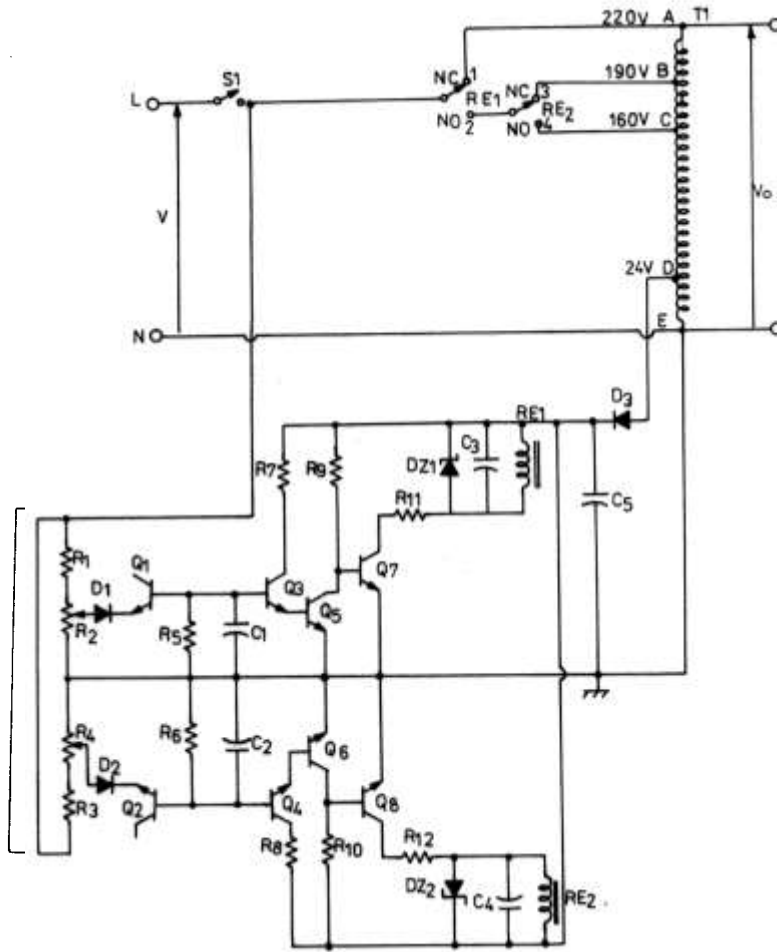 220V A T1
S1
NC 1
NC 3
190V B
L
RE1
RE2
NO 2
NO 4
160V C
V
Vo
24V D
N
E
D3
RE1
C3
R7
R9
DZ1
R11
C5
R1
Q1
D1
Q3
Q7
R2
Q5
R5
C1
R4
R6
C2
Q6
D2
R3
Q2
Q4
Q8
R8
R10
R12
DZ2
C4
RE2